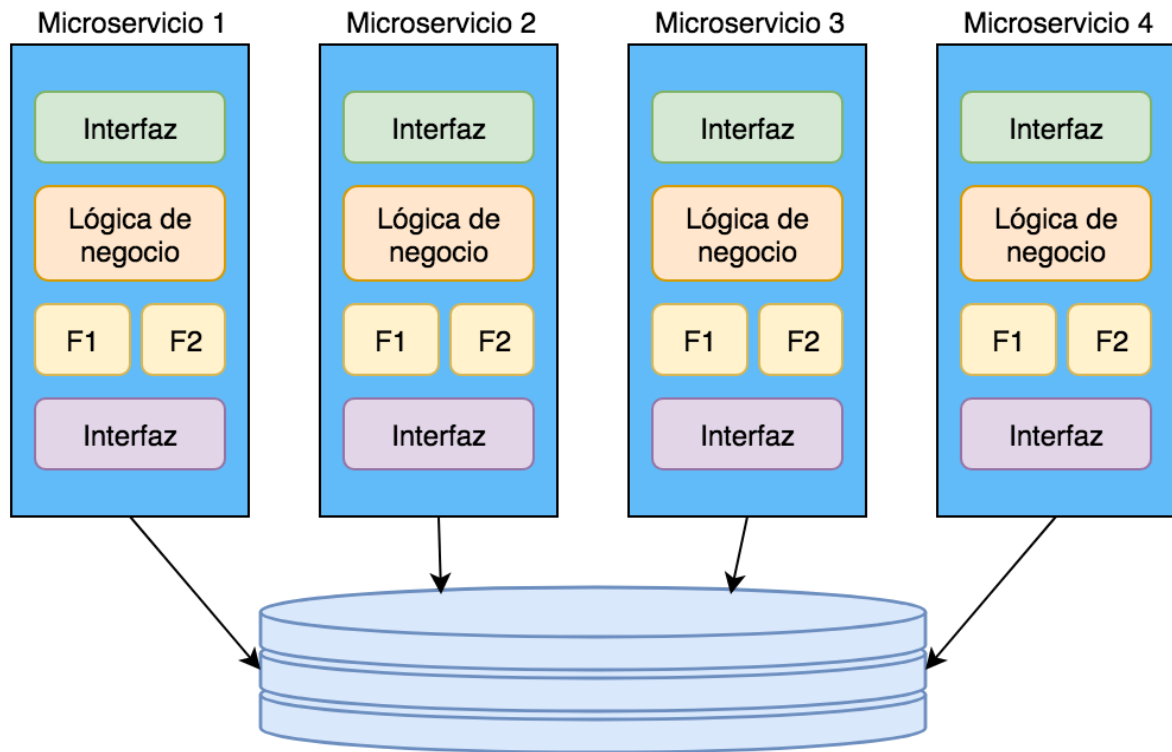 Microservicio 1
Microservicio 2
Microservicio 3
Microservicio 4
Interfaz
Interfaz
Interfaz
Interfaz
Lógica de
negocio
Lógica de
negocio
Lógica de
negocio
Lógica de
negocio
F1
F2
F1
F2
F1
F2
F1
F2
Interfaz
Interfaz
Interfaz
Interfaz